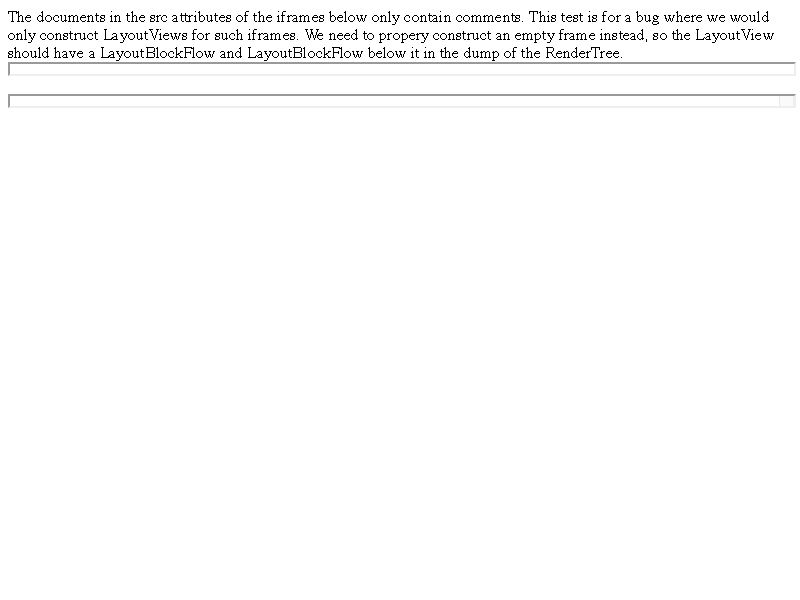 The documents in the src attributes of the iframes below only contain comments. This test is for a bug where we would
only construct LayoutViews for such iframes. We need to propery construct an empty frame instead, so the LayoutView
should have a LayoutBlockFlow and LayoutBlockFlow below it in the dump of the RenderTree.